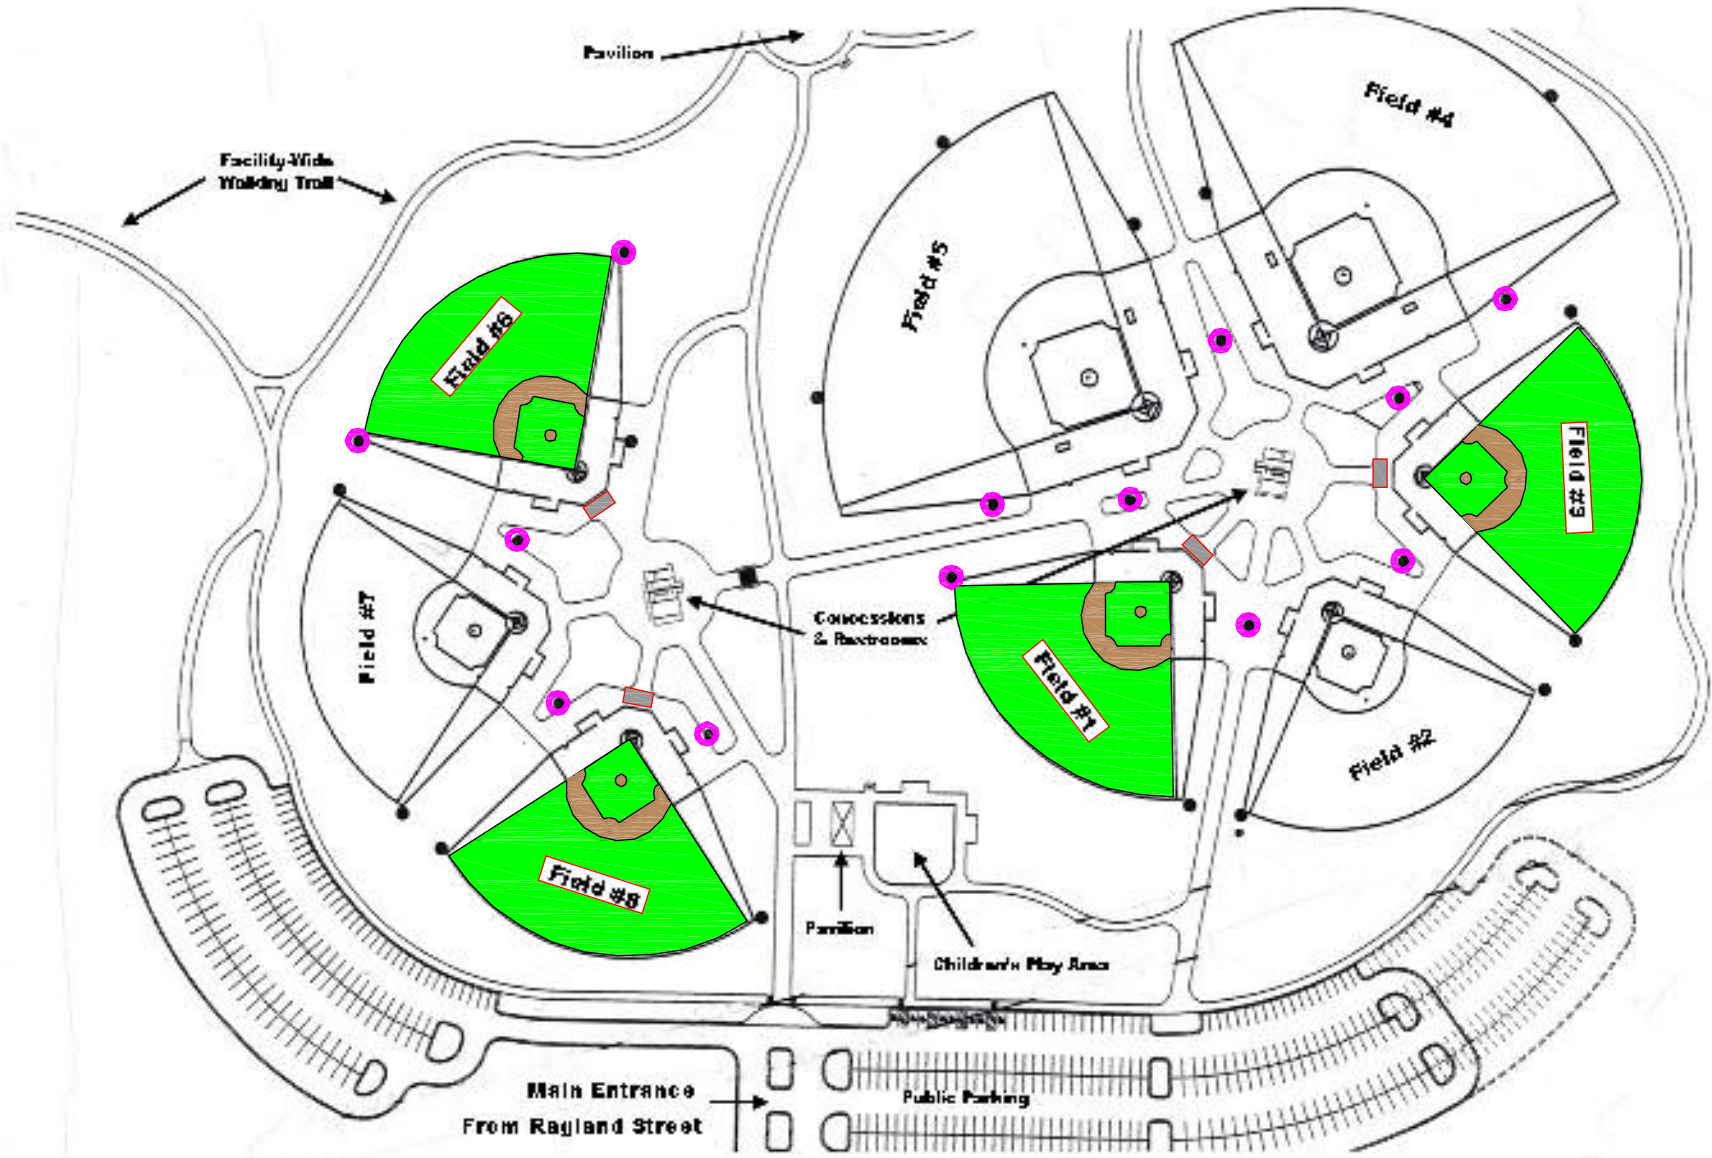 Pavilion
Field #4
Facility-Wide
Walking Trail
Field #5
Field #6
Field #9
Field #7
Concessions
& Restrooms
Field #1
Field #2
Field #8
Pavilion
Children's Play Area
Main Entrance
From Ragland Street
Public Parking